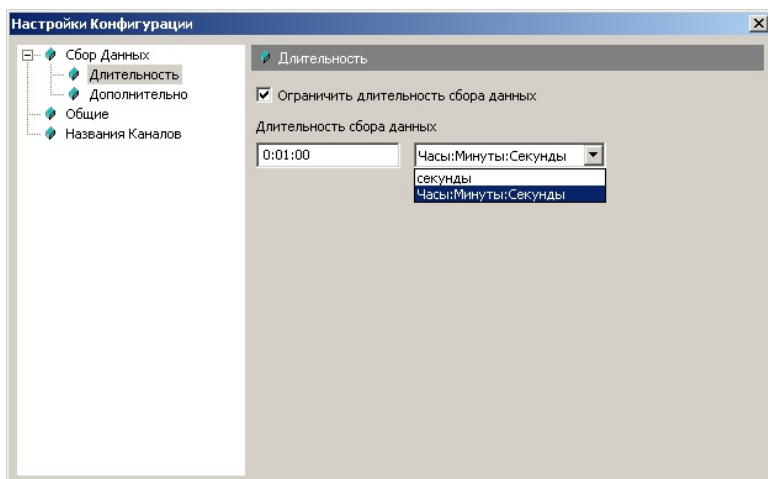 Настройки Конфигурации
Сбор Данных
Длительность
Дополнительно
Общие
Названия Каналов
Длительность
Ограничить длительность сбора данных
Длительность сбора данных
0:01:00
Часы:Минуты:Секунды
секунды
Часы:Минуты:Секунды